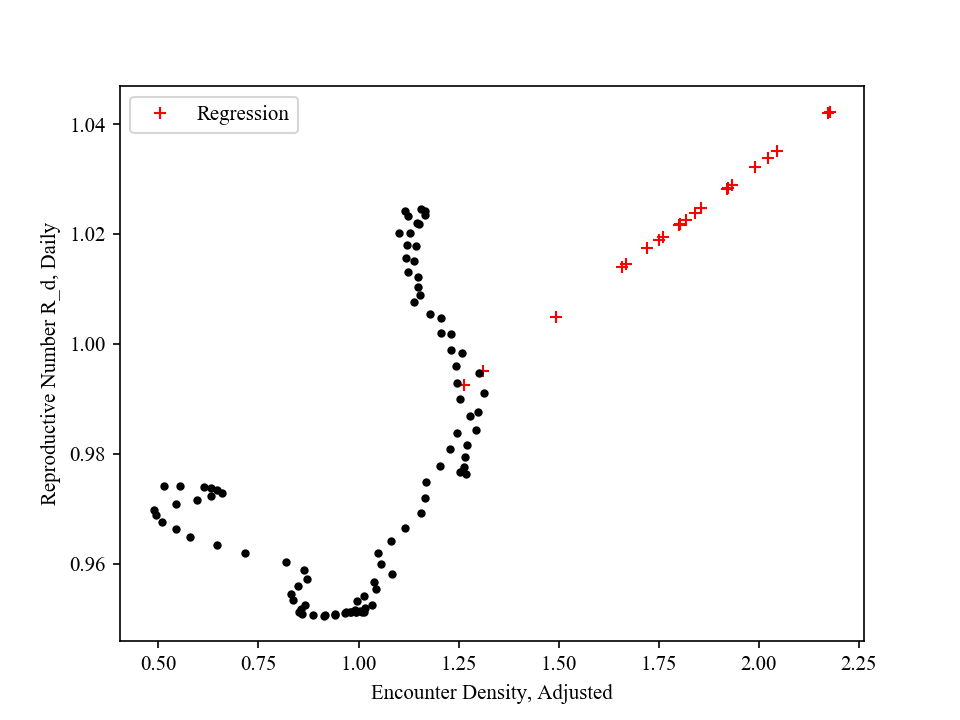 Regression
1.04
1.02
1.00
0.98
0.96
Reproductive Number R_d, Daily
0.50 0.75 1.00 1.25 1.50 1.75 2.00 2.25
Encounter Density, Adjusted